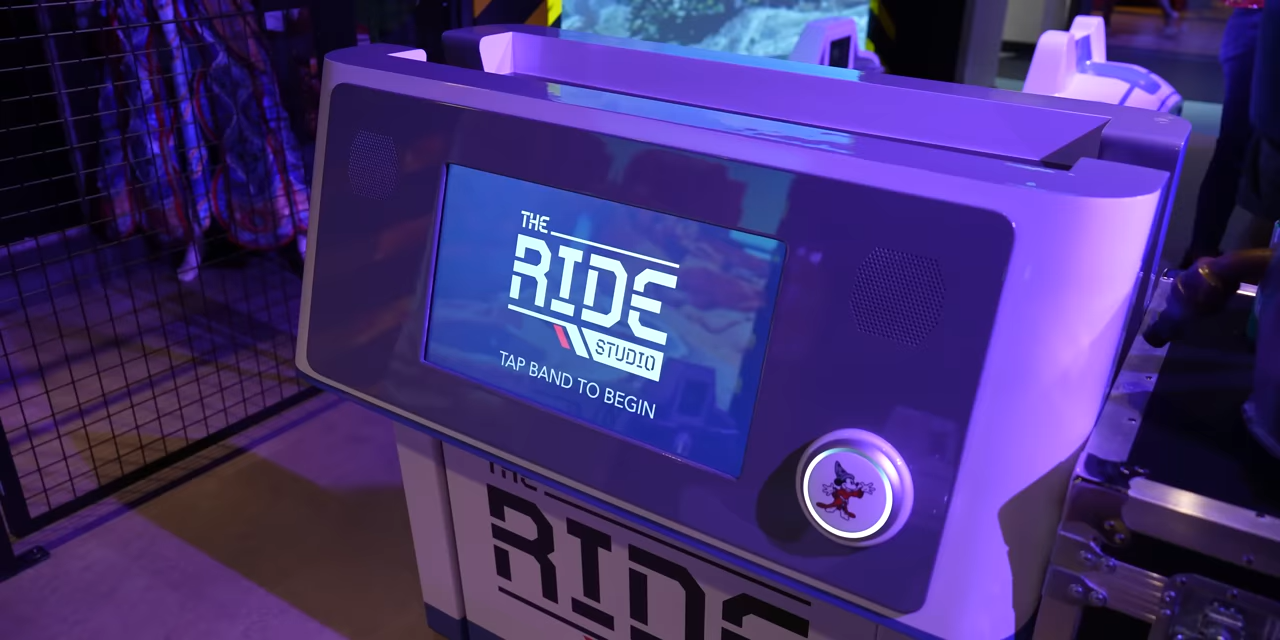 THE
RIDE
STUDIO
TAP BAND TO BEGIN
THE
RIDE